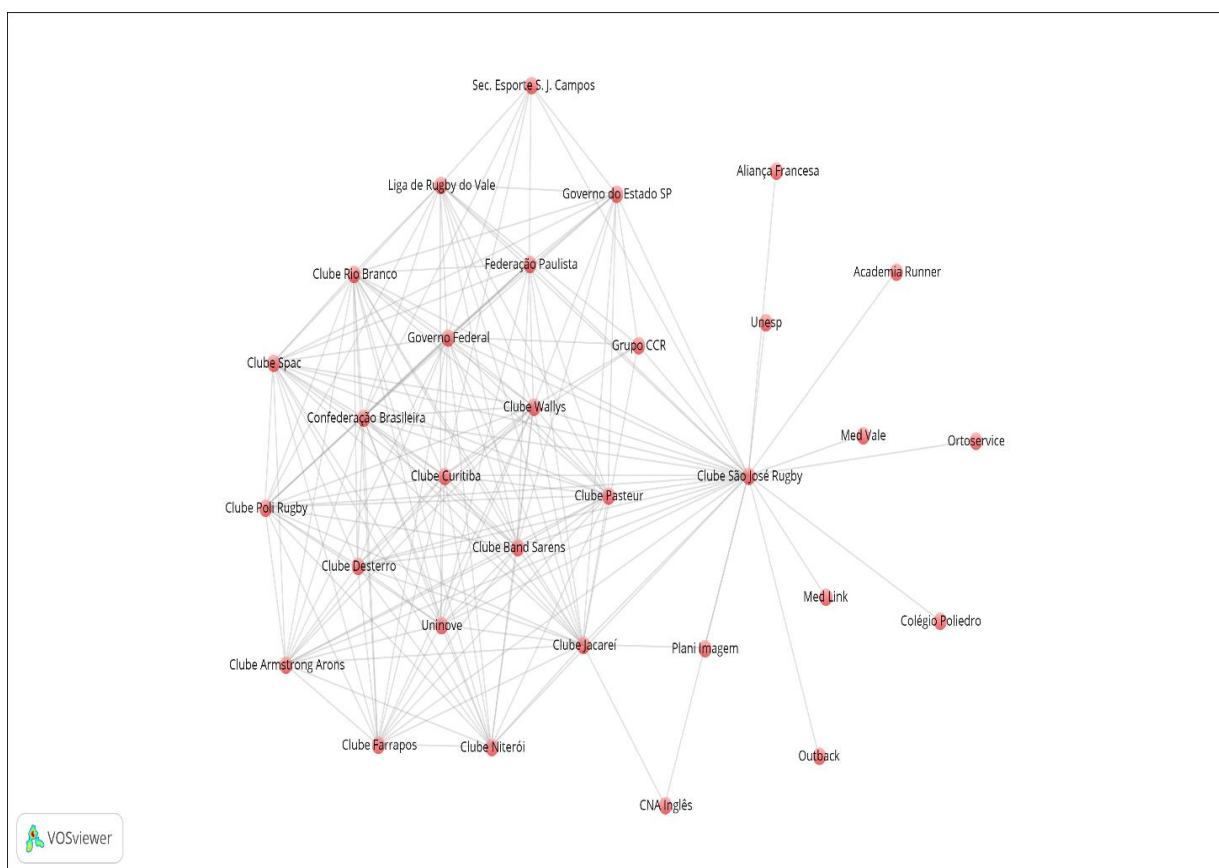 Sec. Esporte S. J. Campos
Aliança Francesa
Liga de Rugby do Vale
Governo do Estado SP
Federação Paulista
Clube Rio Branco
Academia Runner
Unesp
Governo Federal
Grupo CCR
Clube Spac
Clube Wallys
Confederação Brasileira
Med Vale
Ortoservice
Clube Curitiba
Clube São José Rugby
Clube Pasteur
Clube Poli Rugby
Clube Band Sarens
Clube Desterro
Med Link
Colégio Poliedro
Uninove
Clube Jacareí
Plani Imagem
Clube Armstrong Arons
Clube Farrapos
Clube Niterói
Outback
CNA Inglês
VOSviewer